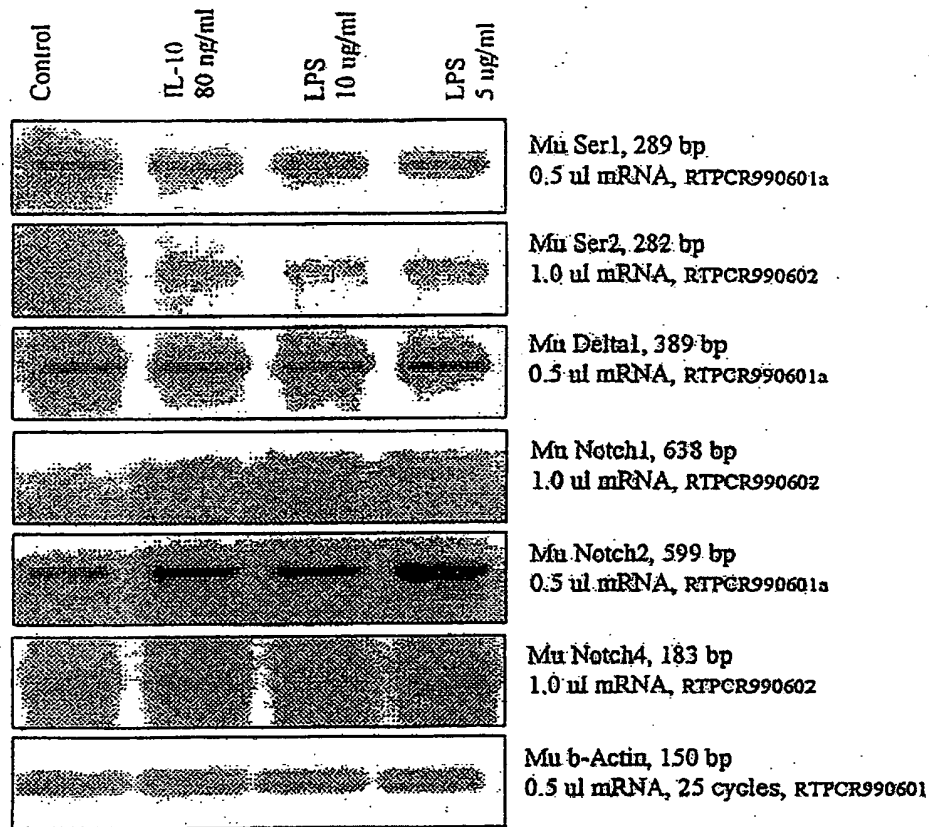 Control
IL-10
80 ng/ml
LPS
10 ug/ml
LPS
5 ug/ml
Mu Ser1, 289 bp
0.5 ul mRNA, RTPCR990601a
Mu Ser2, 282 bp
1.0 ul mRNA, RTPCR990602
Mu Delta1, 389 bp
0.5 ul mRNA, RTPCR990601a
Mu Notch1, 638 bp
1.0 ul mRNA, RTPCR990602
Mu Notch2, 599 bp
0.5 ul mRNA, RTPCR990601a
Mu Notch4, 183 bp
1.0 ul mRNA, RTPCR990602
Mu b-Actin, 150 bp
0.5 ul mRNA, 25 cycles, RTPCR990601